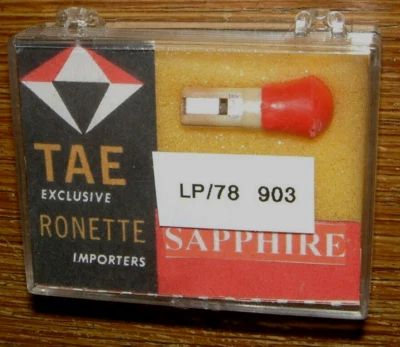 TAE
EXCLUSIVE
RONETTE
IMPORTERS
LP/78 903
SAPPHIRE